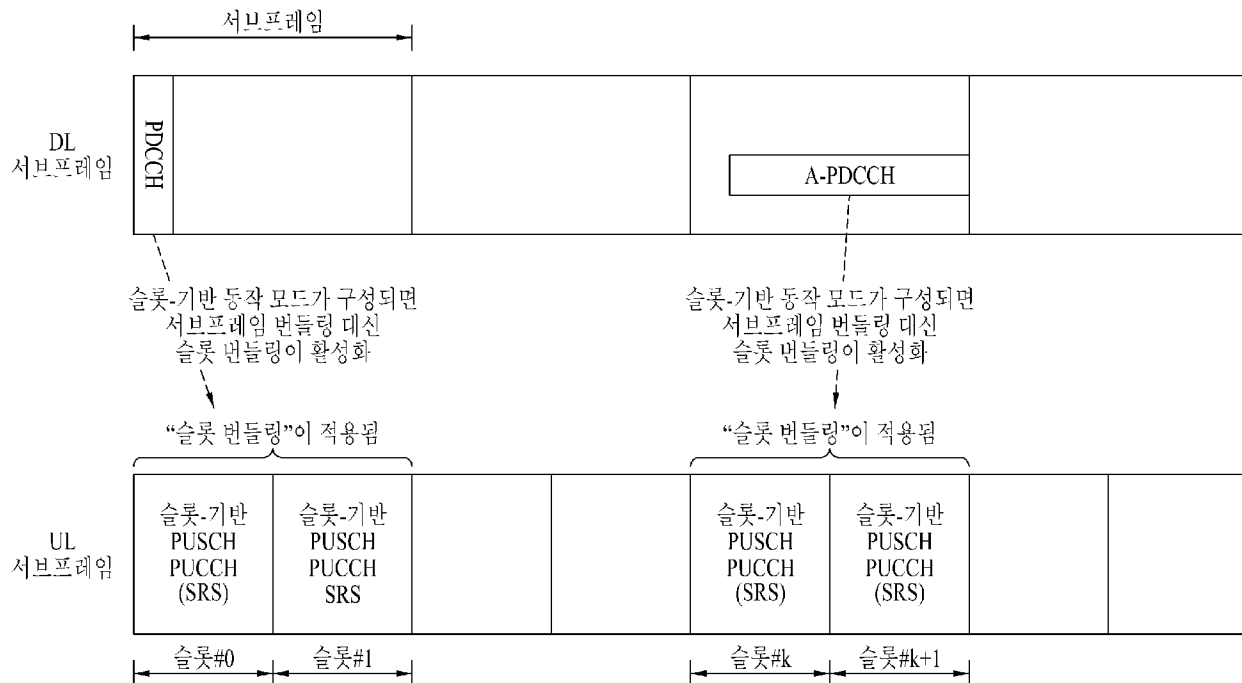 서브프레임
DL
서브프레임
PDCCH
A-PDCCH
슬롯-기반 동작 모드가 구성되면
서브프레임 번들링 대신
슬롯 번들링이 활성화
슬롯-기반 동작 모드가 구성되면
서브프레임 번들링 대신
슬롯 번들링이 활성화
“슬롯 번들링”이 적용됨
“슬롯 번들링”이 적용됨
UL
서브프레임
슬롯-기반
PUSCH
PUCCH
(SRS)
슬롯-기반
PUSCH
PUCCH
SRS
슬롯-기반
PUSCH
PUCCH
(SRS)
슬롯-기반
PUSCH
PUCCH
(SRS)
슬롯#0
슬롯#1
슬롯#k
슬롯#k+1